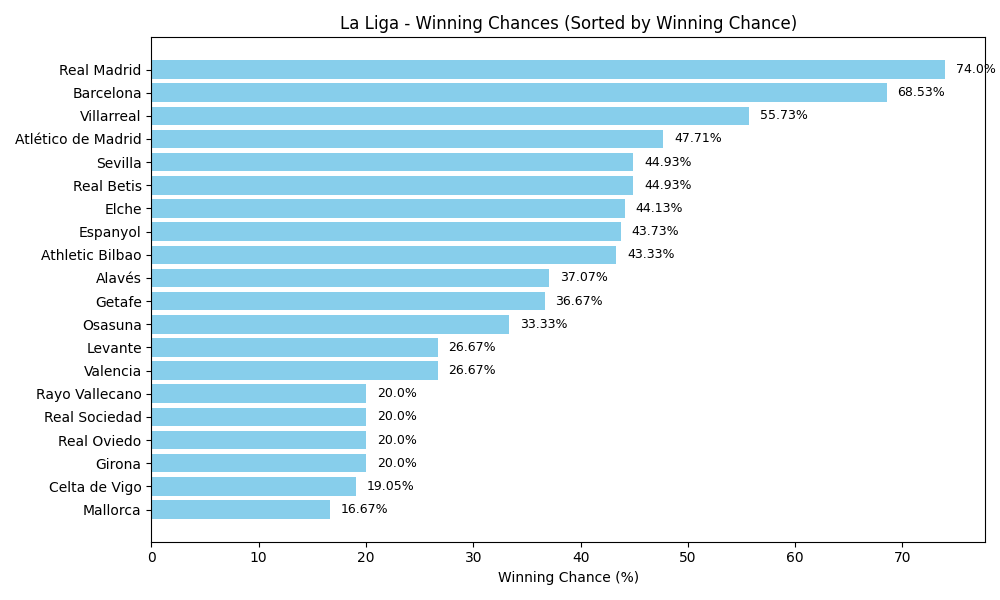 La Liga - Winning Chances (Sorted by Winning Chance)
Real Madrid 74.0%
Barcelona 68.53%
Villarreal 55.73%
Atlético de Madrid 47.71%
Sevilla 44.93%
Real Betis 44.93%
Elche 44.13%
Espanyol 43.73%
Athletic Bilbao 43.33%
Alavés 37.07%
Getafe 36.67%
Osasuna 33.33%
Levante 26.67%
Valencia 26.67%
Rayo Vallecano 20.0%
Real Sociedad 20.0%
Real Oviedo 20.0%
Girona 20.0%
Celta de Vigo 19.05%
Mallorca 16.67%
0 10 20 30 40 50 60 70
Winning Chance (%)